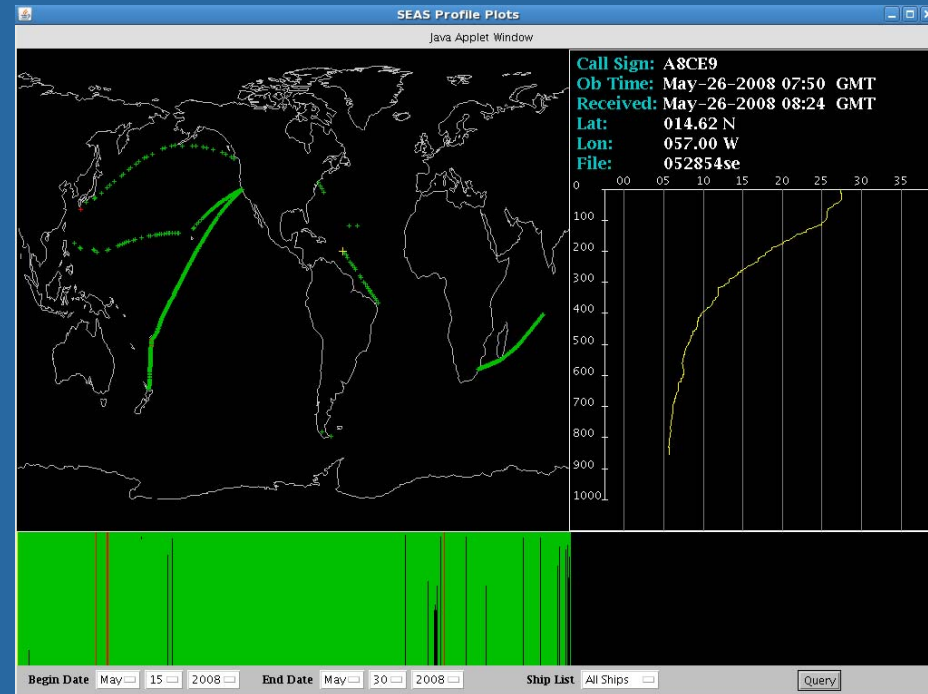 SEAS Profile Plots
Java Applet Window
Call Sign: A8CE9
Ob Time: May-26-2008 07:50 GMT
Received: May-26-2008 08:24 GMT
Lat: 014.62 N
Lon: 057.00 W
File: 052854se
0 00 05 10 15 20 25 30 35
100
200
300
400
500
600
700
800
900
1000
Begin Date May 15 2008 End Date May 30 2008 Ship List All Ships Query